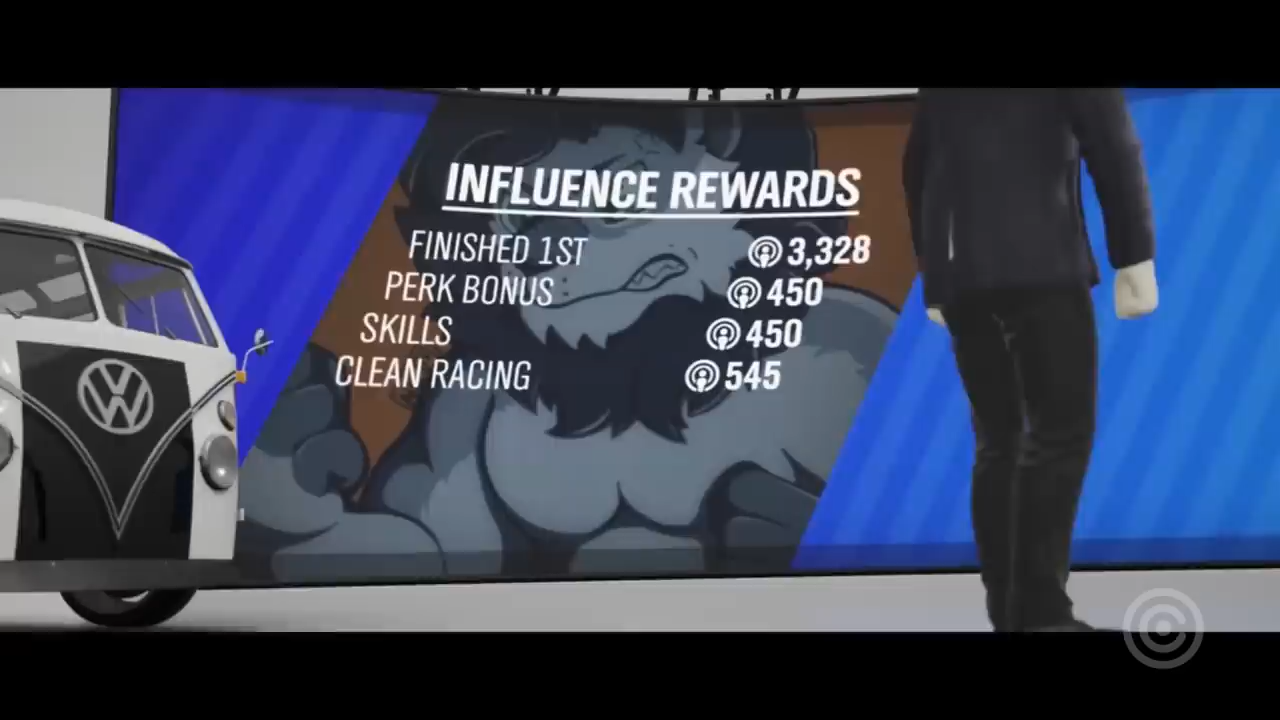 INFLUENCE REWARDS
FINISHED 1ST 3,328
PERK BONUS 450
SKILLS 450
CLEAN RACING 545